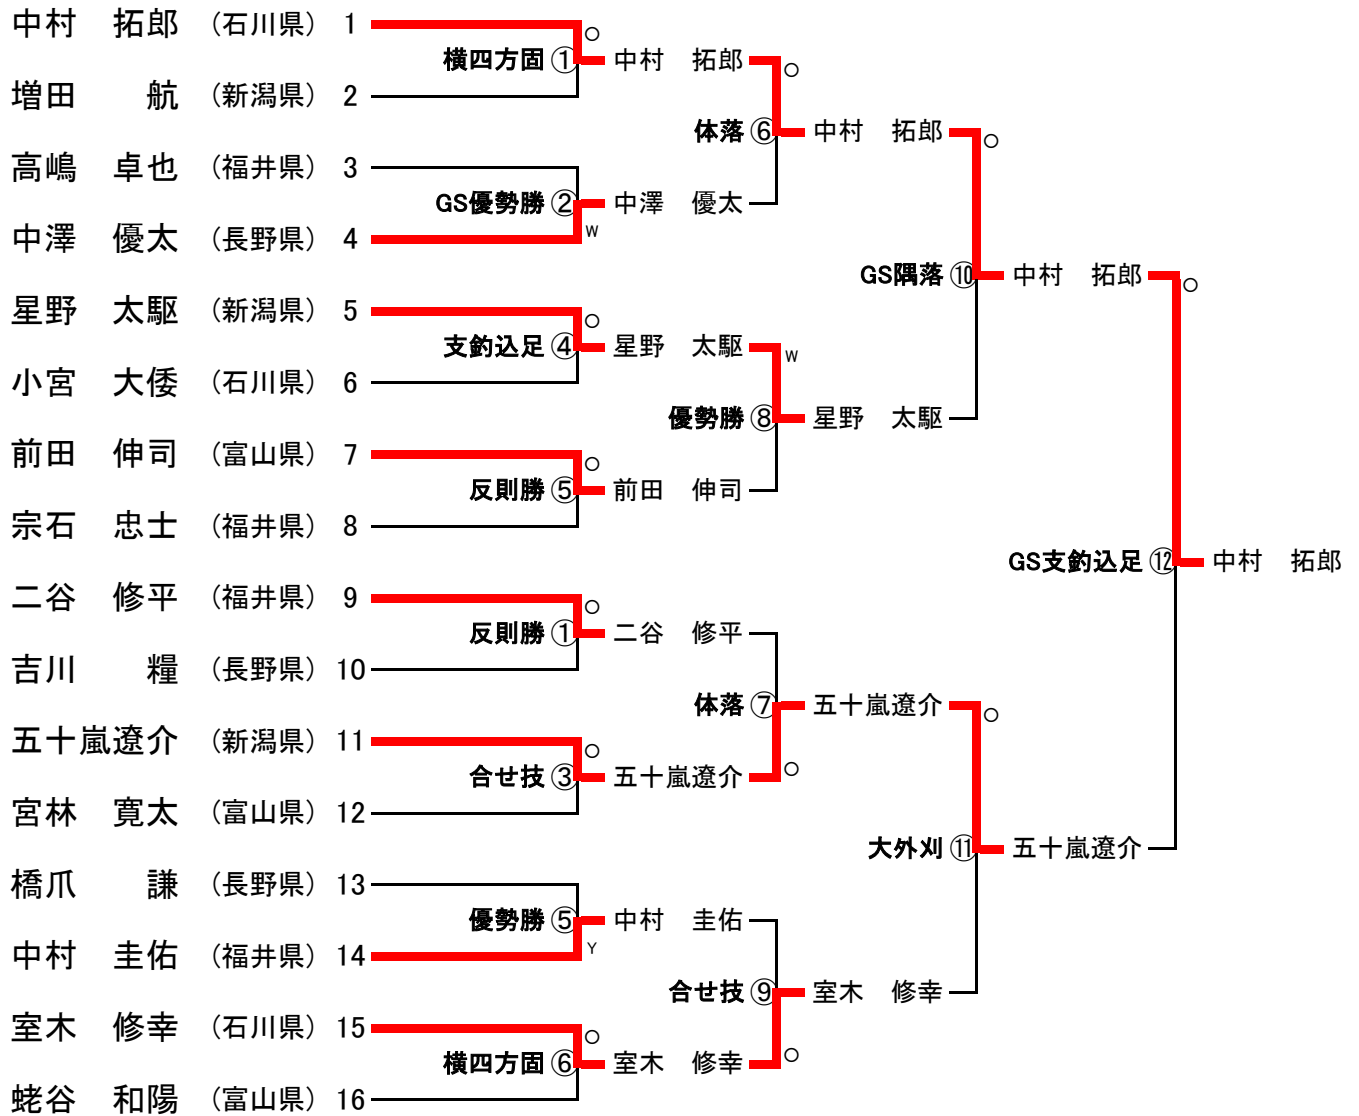 中村　拓郎 （石川県） 1
○
横四方固 ① 中村　拓郎
○
増田　　航 （新潟県） 2
体落 ⑥ 中村　拓郎
○
高嶋　卓也 （福井県） 3
GS優勢勝 ② 中澤　優太
W
中澤　優太 （長野県） 4
GS隅落 ⑩ 中村　拓郎
○
星野　太駆 （新潟県） 5
○
支釣込足 ④ 星野　太駆
W
小宮　大倭 （石川県） 6
優勢勝 ⑧ 星野　太駆
前田　伸司 （富山県） 7
○
反則勝 ⑤ 前田　伸司
宗石　忠士 （福井県） 8
GS支釣込足 ⑫ 中村　拓郎
二谷　修平 （福井県） 9
○
反則勝 ① 二谷　修平
吉川　　糧 （長野県） 10
体落 ⑦ 五十嵐遼介
○
五十嵐遼介 （新潟県） 11
○
合せ技 ③ 五十嵐遼介
○
宮林　寛太 （富山県） 12
大外刈 ⑪ 五十嵐遼介
橋爪　　謙 （長野県） 13
優勢勝 ⑤ 中村　圭佑
Y
中村　圭佑 （福井県） 14
合せ技 ⑨ 室木　修幸
室木　修幸 （石川県） 15
○
横四方固 ⑥ 室木　修幸
○
蛯谷　和陽 （富山県） 16